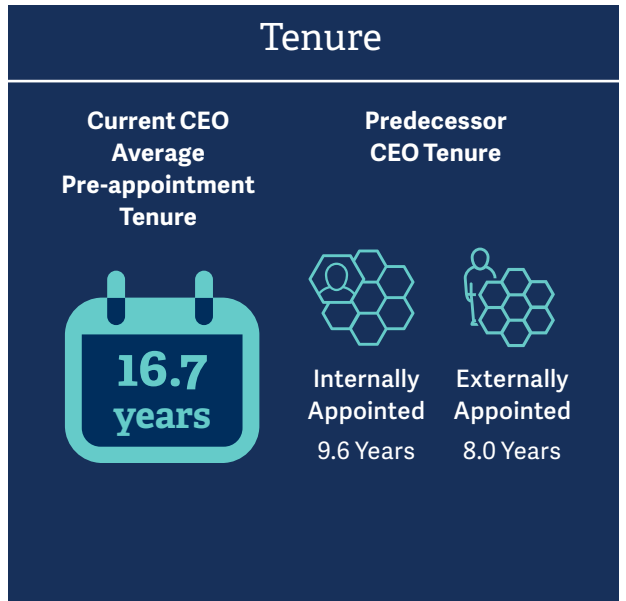 Tenure
Current CEO
Average
Pre-appointment
Tenure
16.7
years
Predecessor
CEO Tenure
Internally
Appointed
9.6 Years
Externally
Appointed
8.0 Years